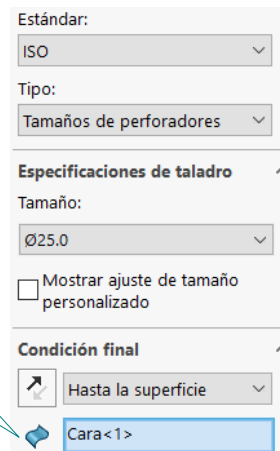 Estándar:
ISO
Tipo:
Tamaños de perforadores
Especificaciones de taladro
Tamaño:
Ø25.0
Mostrar ajuste de tamaño
personalizado
Condición final
Hasta la superficie
Cara<1>